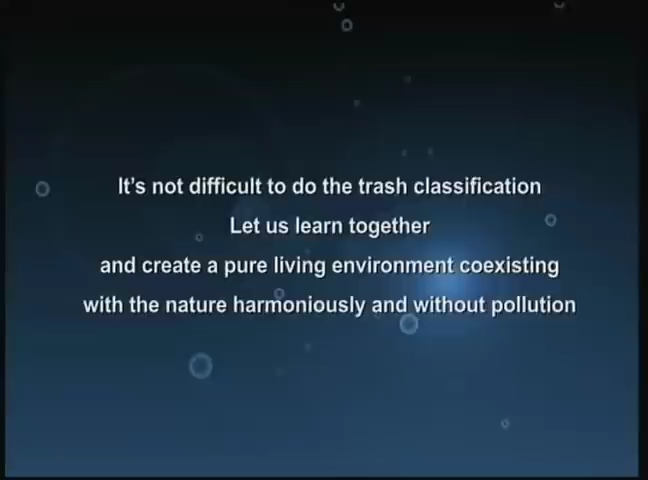 It's not difficult to do the trash classification
Let us learn together
and create a pure living environment coexisting
with the nature harmoniously and without pollution